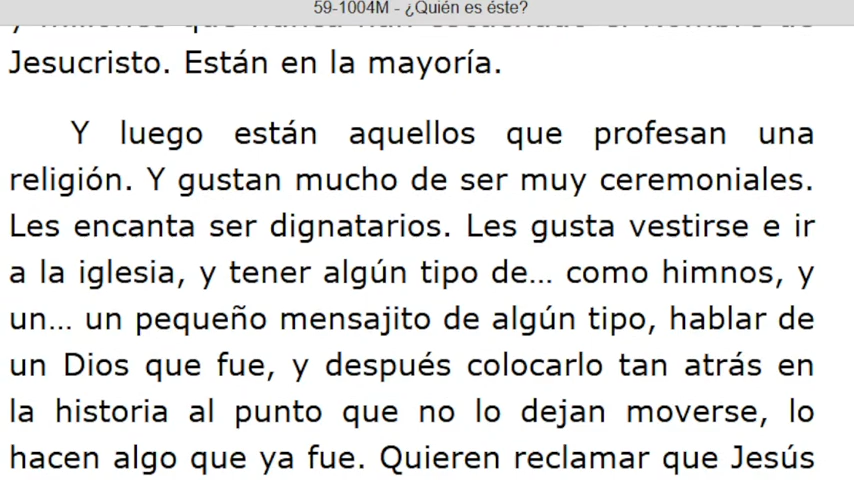 59-1004M - ¿Quién es éste?
Jesucristo. Están en la mayoría.
Y luego están aquellos que profesan una
religión. Y gustan mucho de ser muy ceremoniales.
Les encanta ser dignatarios. Les gusta vestirse e ir
a la iglesia, y tener algún tipo de... como himnos, y
un... un pequeño mensajito de algún tipo, hablar de
un Dios que fue, y después colocarlo tan atrás en
la historia al punto que no lo dejan moverse, lo
hacen algo que ya fue. Quieren reclamar que Jesús